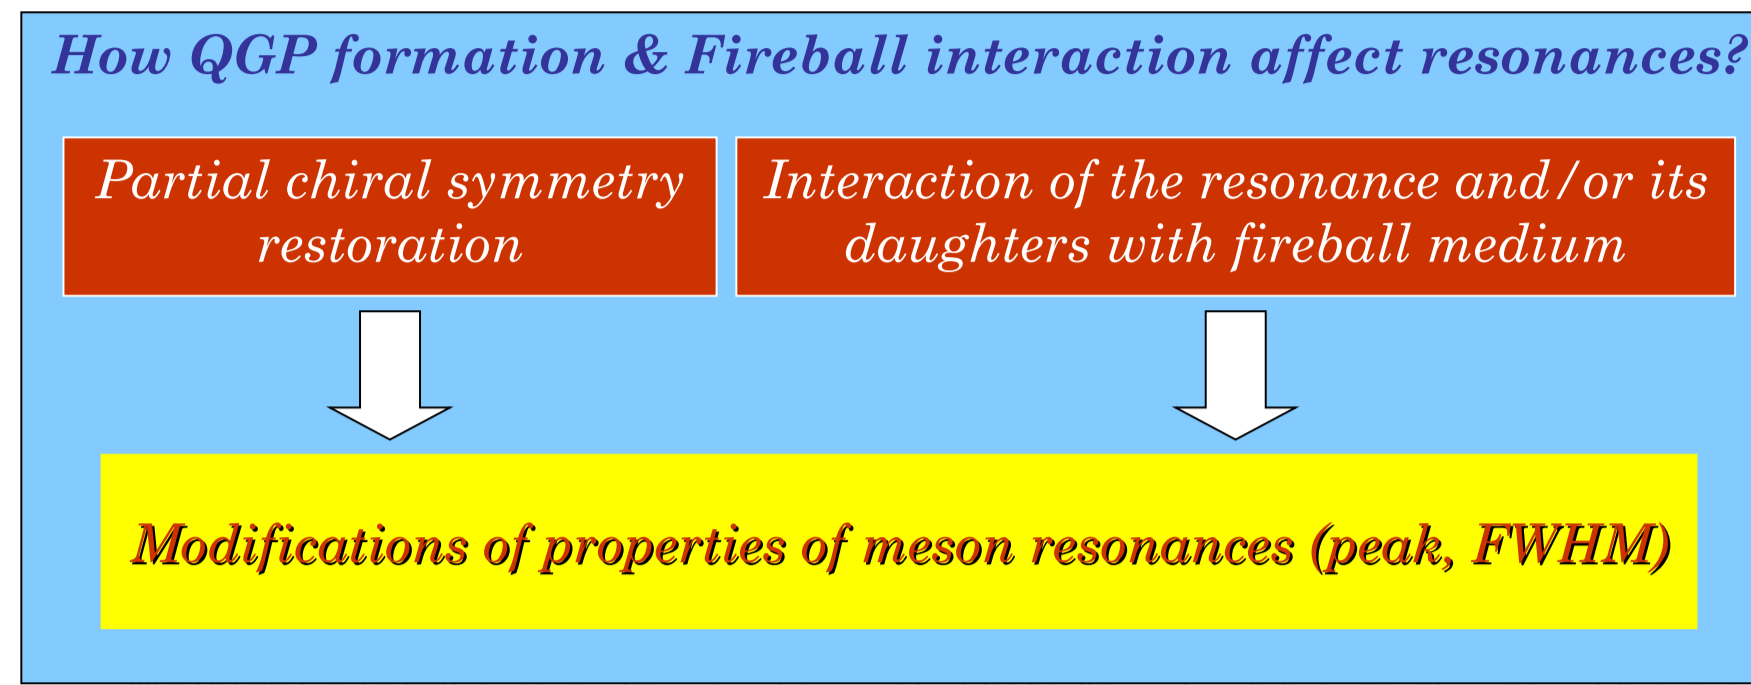 How QGP formation & Fireball interaction affect resonances?
Partial chiral symmetry
restoration
Interaction of the resonance and/or its
daughters with fireball medium
Modifications of properties of meson resonances (peak, FWHM)